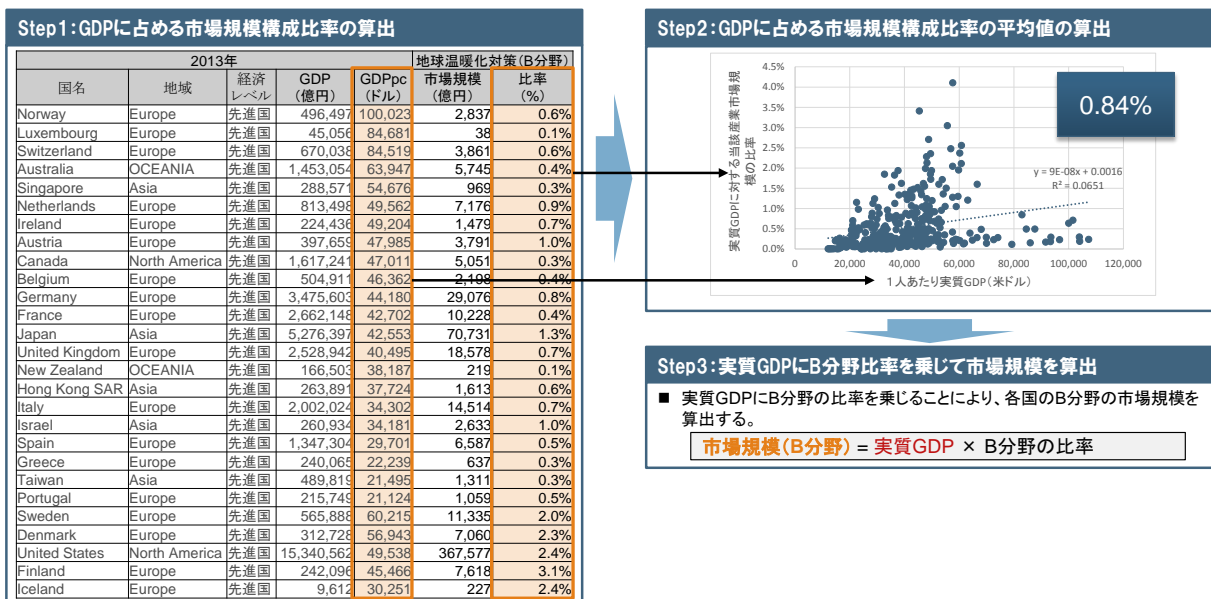 Step1：GDPに占める市場規模構成比率の算出
2013年 地球温暖化対策(B分野)
国名 地域 経済レベル GDP（億円） GDPpc（ドル） 市場規模（億円） 比率（%）
Norway Europe 先進国 496,497 100,023 2,837 0.6%
Luxembourg Europe 先進国 45,056 84,681 38 0.1%
Switzerland Europe 先進国 670,038 84,519 3,861 0.6%
Australia OCEANIA 先進国 1,453,054 63,947 5,745 0.4%
Singapore Asia 先進国 288,571 54,676 969 0.3%
Netherlands Europe 先進国 813,498 49,562 7,176 0.9%
Ireland Europe 先進国 224,436 49,204 1,479 0.7%
Austria Europe 先進国 397,659 47,985 3,791 1.0%
Canada North America 先進国 1,617,241 47,011 5,051 0.3%
Belgium Europe 先進国 504,911 46,362 2,198 0.4%
Germany Europe 先進国 3,475,603 44,180 29,076 0.8%
France Europe 先進国 2,662,148 42,702 10,228 0.4%
Japan Asia 先進国 5,276,397 42,553 70,731 1.3%
United Kingdom Europe 先進国 2,528,942 40,495 18,578 0.7%
New Zealand OCEANIA 先進国 166,503 38,187 219 0.1%
Hong Kong SAR Asia 先進国 263,891 37,724 1,613 0.6%
Italy Europe 先進国 2,002,024 34,302 14,514 0.7%
Israel Asia 先進国 260,934 34,181 2,633 1.0%
Spain Europe 先進国 1,347,304 29,701 6,587 0.5%
Greece Europe 先進国 240,065 22,239 637 0.3%
Taiwan Asia 先進国 489,819 21,495 1,311 0.3%
Portugal Europe 先進国 215,749 21,124 1,059 0.5%
Sweden Europe 先進国 565,888 60,215 11,335 2.0%
Denmark Europe 先進国 312,728 56,943 7,060 2.3%
United States North America 先進国 15,340,562 49,538 367,577 2.4%
Finland Europe 先進国 242,096 45,466 7,618 3.1%
Iceland Europe 先進国 9,612 30,251 227 2.4%
Step2：GDPに占める市場規模構成比率の平均値の算出
実質GDPに対する当該産業市場規
模の比率
4.5%
4.0%
3.5%
3.0%
2.5%
2.0%
1.5%
1.0%
0.5%
0.0%
0.84%
y = 9E-08x + 0.0016
R² = 0.0651
0 20,000 40,000 60,000 80,000 100,000 120,000
1人あたり実質GDP（米ドル）
Step3：実質GDPにB分野比率を乗じて市場規模を算出
■ 実質GDPにB分野の比率を乗じることにより、各国のB分野の市場規模を
算出する。
市場規模（B分野） = 実質GDP × B分野の比率